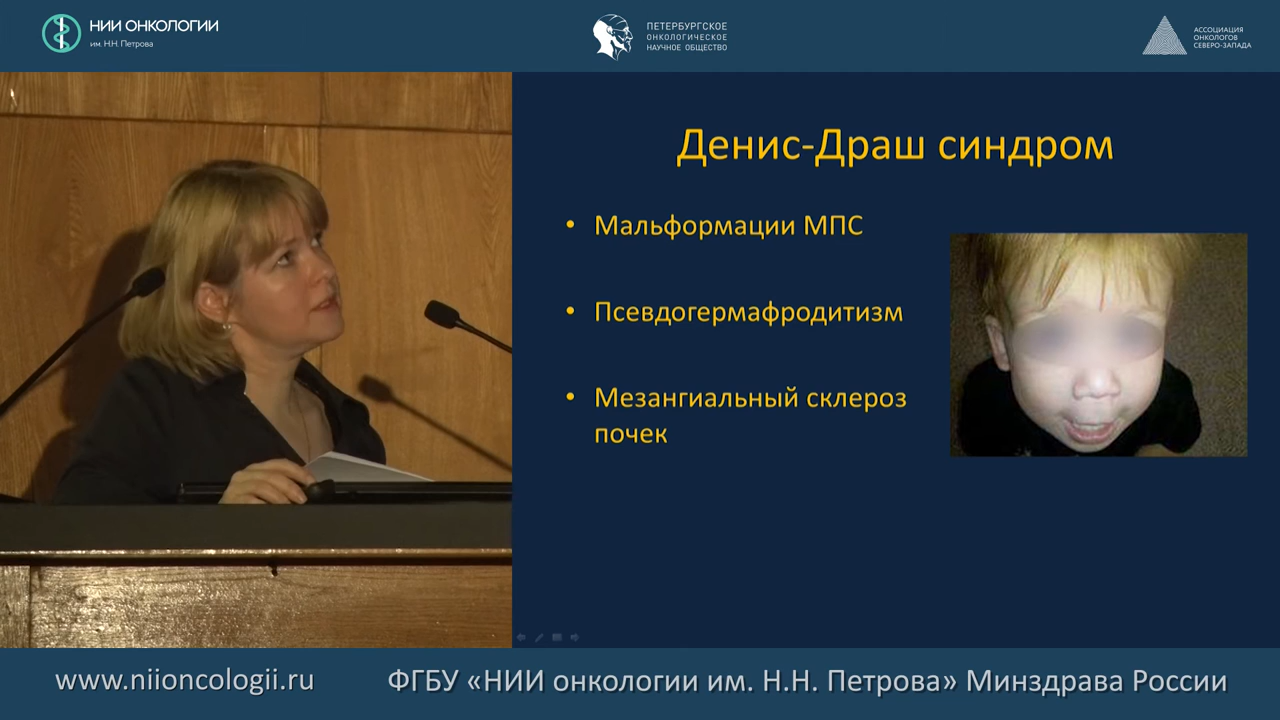 НИИ ОНКОЛОГИИ
им. Н.Н. Петрова
ПЕТЕРБУРГСКОЕ
ОНКОЛОГИЧЕСКОЕ
НАУЧНОЕ ОБЩЕСТВО
АССОЦИАЦИЯ
ОНКОЛОГОВ
СЕВЕРО-ЗАПАДА
Денис-Драш синдром
• Мальформации МПС
• Псевдогермафродитизм
• Мезангиальный склероз
почек
www.niioncologii.ru
ФГБУ «НИИ онкологии им. Н.Н. Петрова» Минздрава России